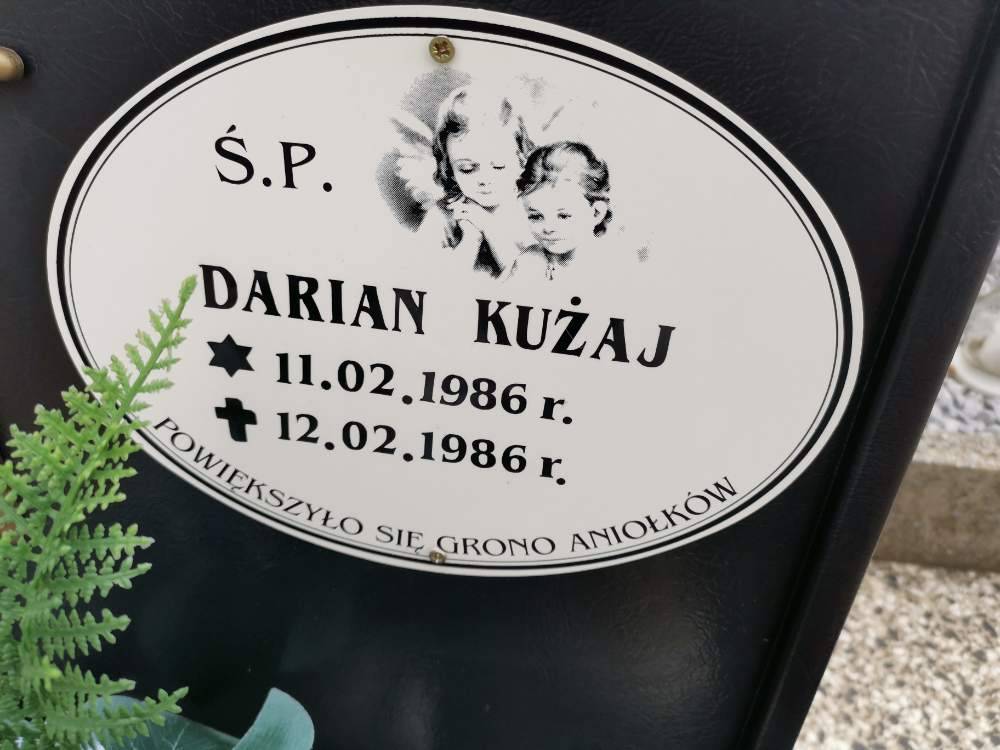 Ś.P.
DARIAN KUŻAJ
11.02.1986 r.
12.02.1986 r.
POWIĘKSZYŁO SIĘ GRONO ANIOŁKÓW